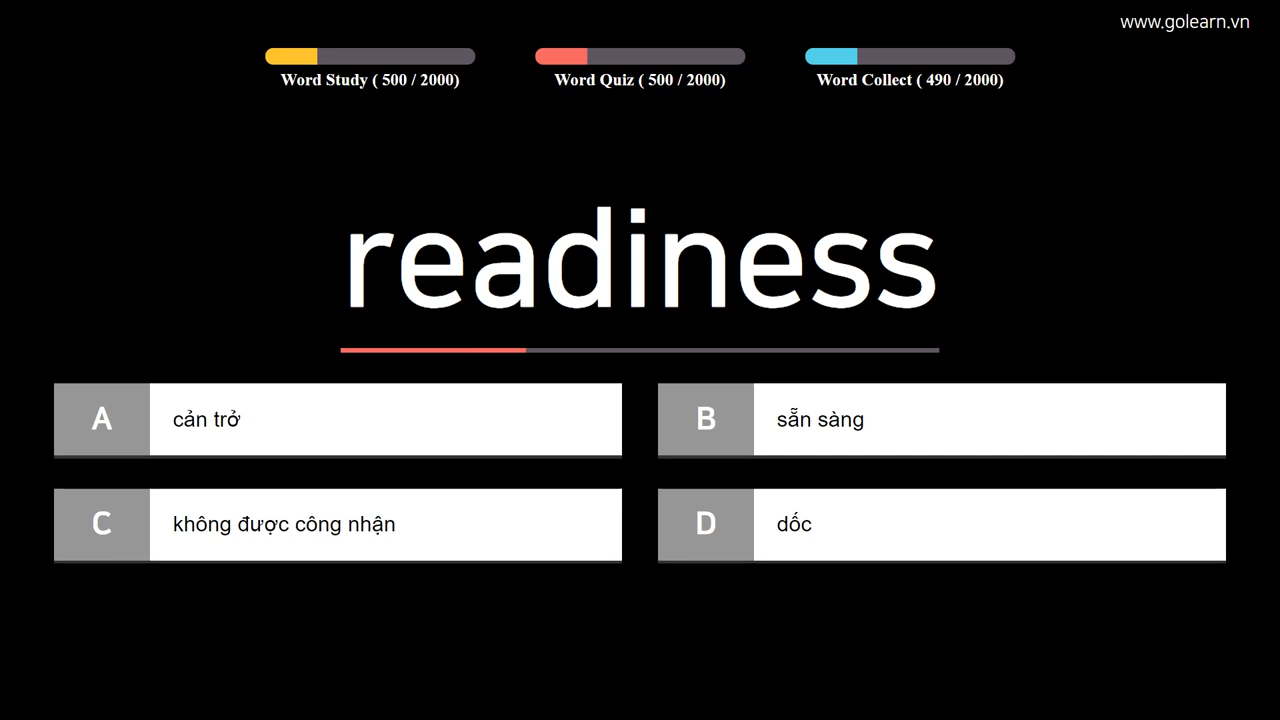 www.golearn.vn
Word Study ( 500 / 2000)
Word Quiz ( 500 / 2000)
Word Collect ( 490 / 2000)
readiness
A cản trở
B sẵn sàng
C không được công nhận
D dốc